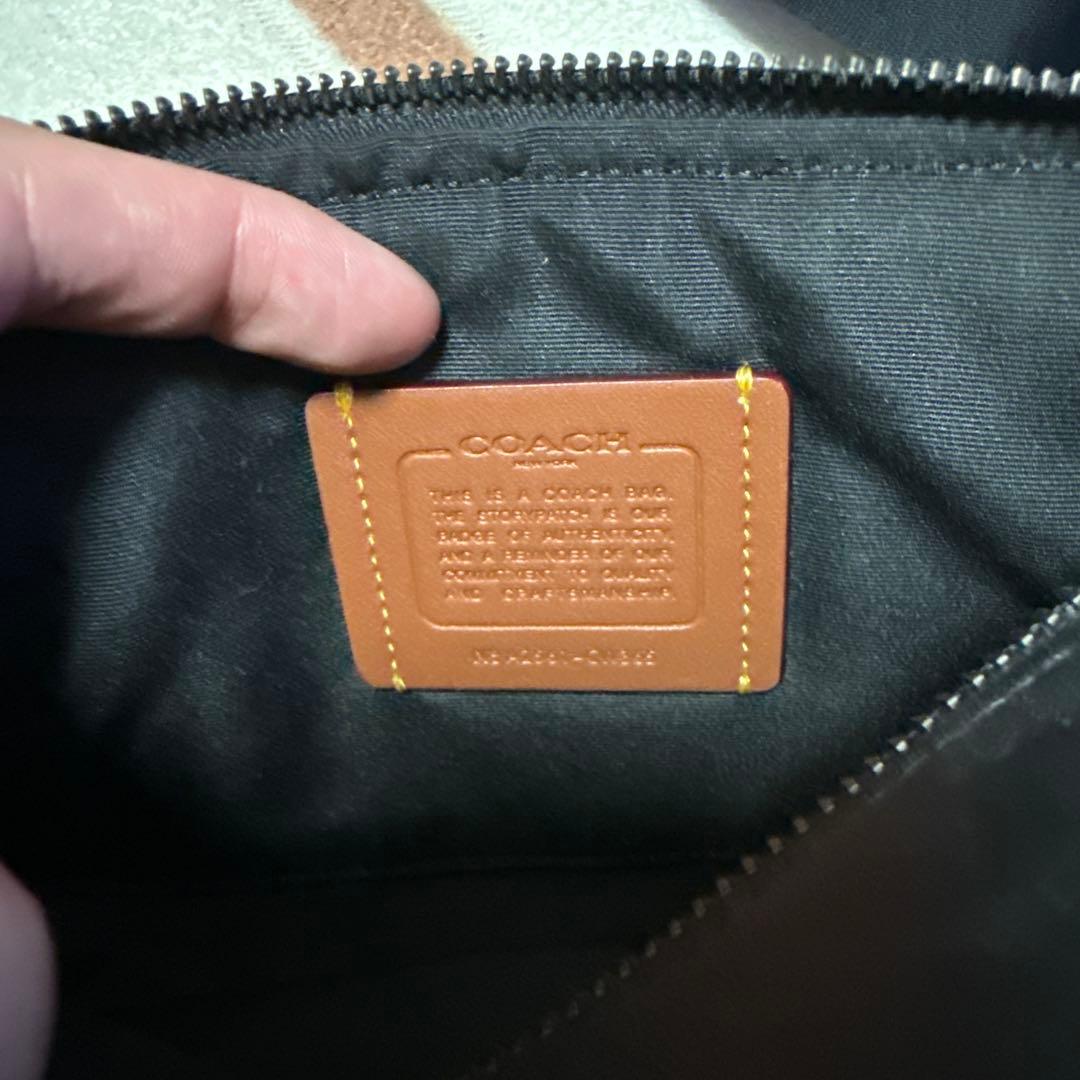 COACH
NEW YORK
THIS IS A COACH BAG.
THE STORYPATCH IS OUR
BADGE OF AUTHENTICITY,
AND A REMINDER OF OUR
COMMITMENT TO QUALITY
AND CRAFTSMANSHIP.